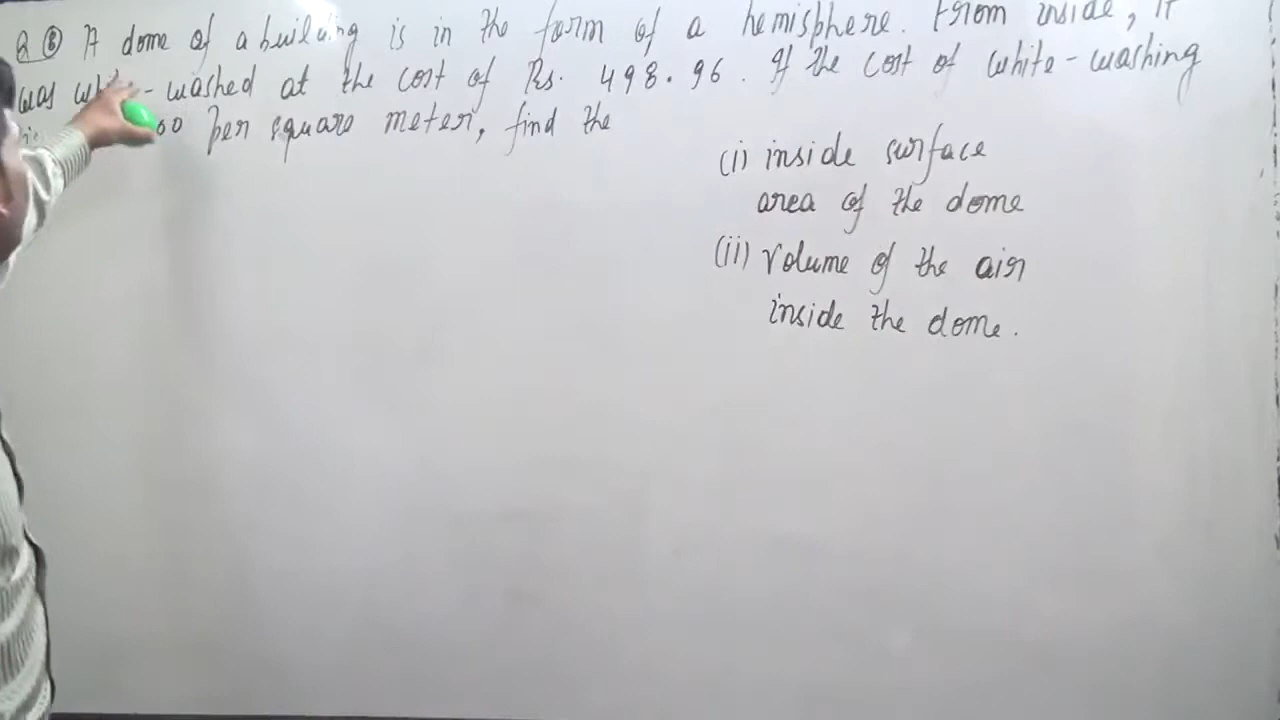 Q ⑧ A dome of a building is in the form of a hemisphere. From inside, it
was white-washed at the cost of Rs. 498.96. If the cost of white-washing
per square meter, find the
(i) inside surface
area of the dome
(ii) volume of the air
inside the dome.